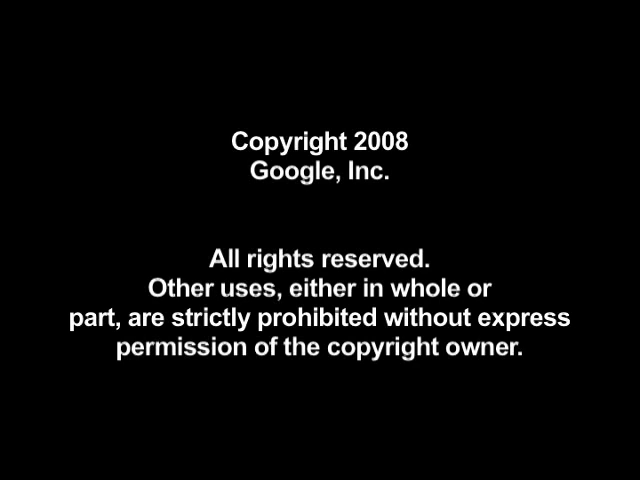 Copyright 2008
Google, Inc.
All rights reserved.
Other uses, either in whole or
part, are strictly prohibited without express
permission of the copyright owner.